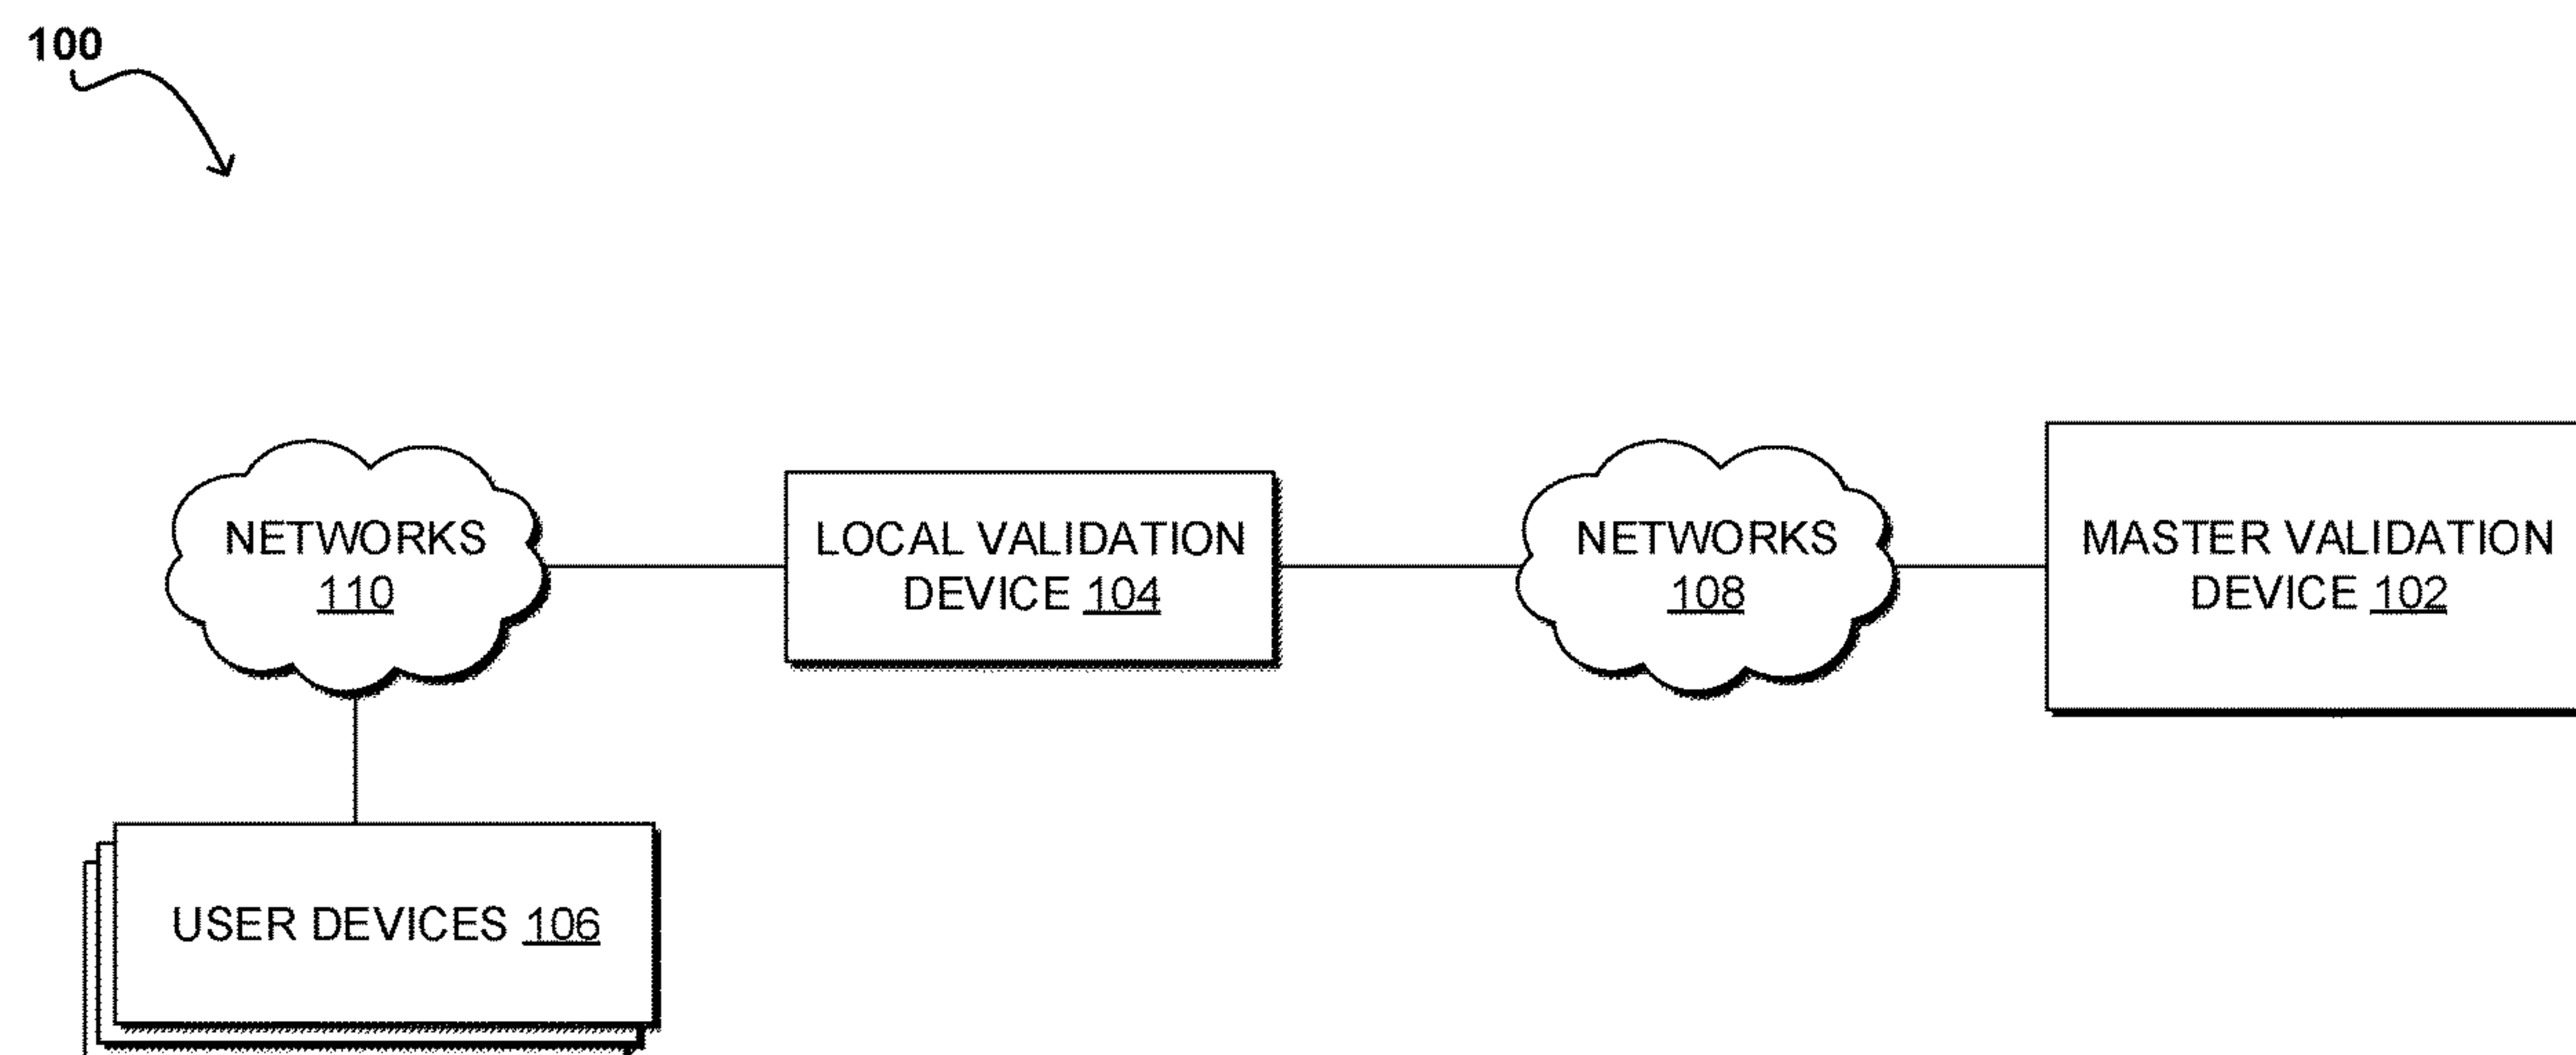 100
NETWORKS
110
LOCAL VALIDATION
DEVICE 104
NETWORKS
108
MASTER VALIDATION
DEVICE 102
USER DEVICES 106